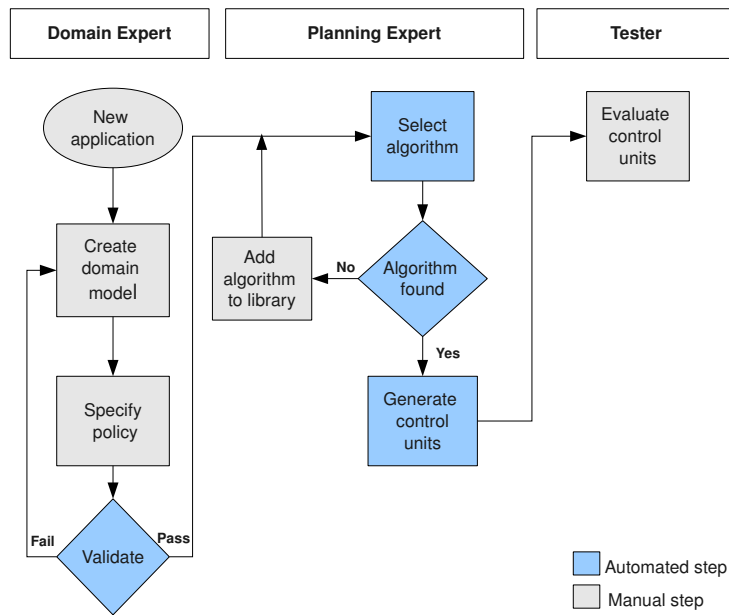 Domain Expert
Planning Expert
Tester
New
application
Create
domain
model
Specify
policy
Validate
Fail
Pass
Select
algorithm
Algorithm
found
No
Add
algorithm
to library
Yes
Generate
control
units
Evaluate
control
units
Automated step
Manual step